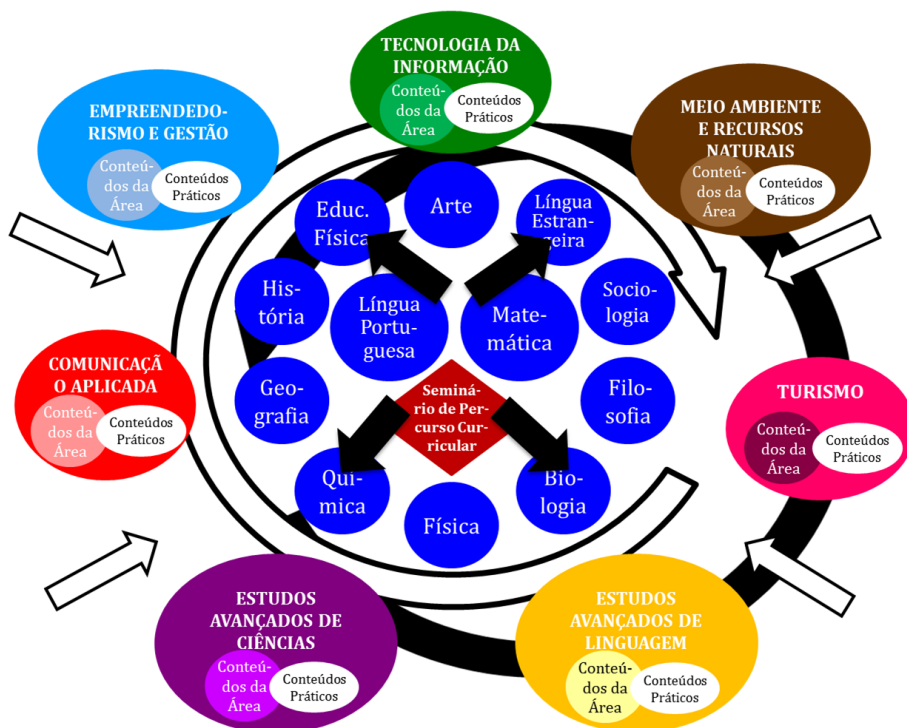 TECNOLOGIA DA
INFORMAÇÃO
Conteú-
dos da
Área
Conteúdos
Práticos
EMPREENDEDO-
RISMO E GESTÃO
Conteú-
dos da
Área
Conteúdos
Práticos
MEIO AMBIENTE
E RECURSOS
NATURAIS
Conteú-
dos da
Área
Conteúdos
Práticos
Educ.
Física
Arte
Língua
Estran-
geira
His-
tória
Língua
Portu-
guesa
Mate-
mática
Socio-
logia
COMUNICAÇÃ
O APLICADA
Conteú-
dos da
Área
Conteúdos
Práticos
Geo-
grafia
Seminá-
rio de Per-
curso Cur-
ricular
Filo-
sofia
TURISMO
Conteú-
dos da
Área
Conteúdos
Práticos
Quí-
mica
Física
Bio-
logia
ESTUDOS
AVANÇADOS DE
CIÊNCIAS
Conteú-
dos da
Área
Conteúdos
Práticos
ESTUDOS
AVANÇADOS DE
LINGUAGEM
Conteú-
dos da
Área
Conteúdos
Práticos